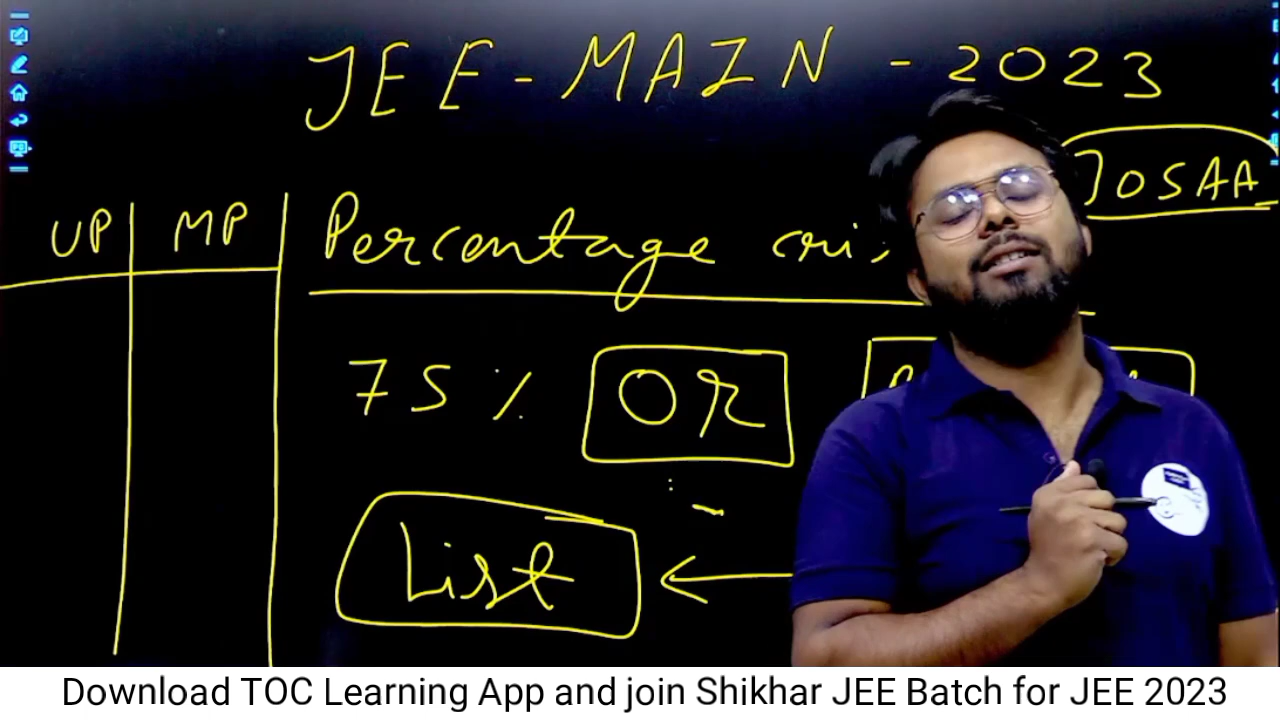 JEE - MAIN - 2023
JOSAA
UP MP Percentage cri
75 % OR
List
Download TOC Learning App and join Shikhar JEE Batch for JEE 2023